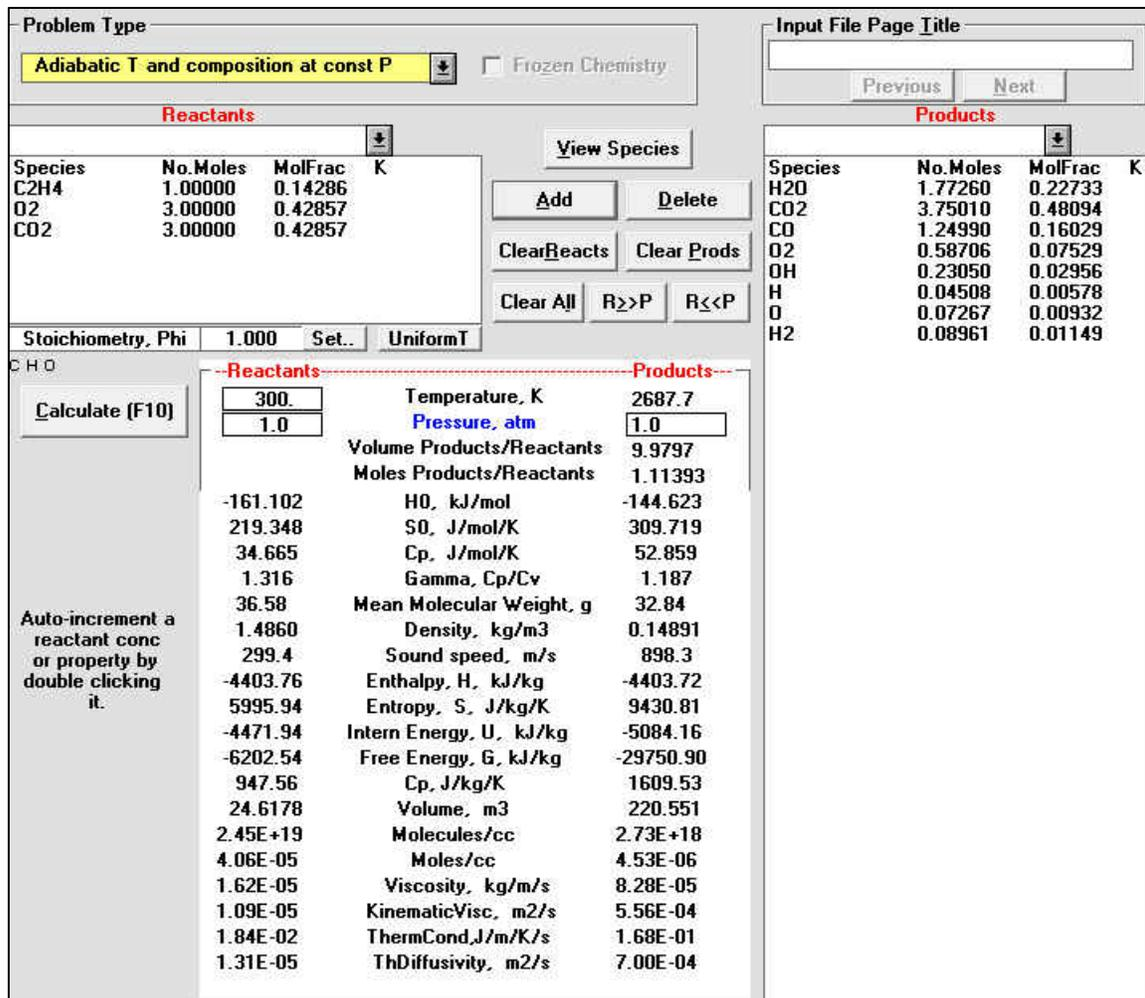 Problem Type
Input File Page Title
Adiabatic T and composition at const P
Frozen Chemistry
Previous Next
Reactants
Products
View Species
Species No.Moles MolFrac K
C2H4 1.00000 0.14286
O2 3.00000 0.42857
CO2 3.00000 0.42857
Add Delete
ClearReacts Clear Prods
Clear All R>>P R<<P
Species No.Moles MolFrac K
H2O 1.77260 0.22733
CO2 3.75010 0.48094
CO 1.24990 0.16029
O2 0.58706 0.07529
OH 0.23050 0.02956
H 0.04508 0.00578
O 0.07267 0.00932
H2 0.08961 0.01149
Stoichiometry, Phi 1.000 Set.. UniformT
C H O
--Reactants-- --Products--
Calculate (F10)
300. Temperature, K 2687.7
1.0 Pressure, atm 1.0
Volume Products/Reactants 9.9797
Moles Products/Reactants 1.11393
-161.102 H0, kJ/mol -144.623
219.348 S0, J/mol/K 309.719
34.665 Cp, J/mol/K 52.859
1.316 Gamma, Cp/Cv 1.187
36.58 Mean Molecular Weight, g 32.84
1.4860 Density, kg/m3 0.14891
299.4 Sound speed, m/s 898.3
-4403.76 Enthalpy, H, kJ/kg -4403.72
5995.94 Entropy, S, J/kg/K 9430.81
-4471.94 Intern Energy, U, kJ/kg -5084.16
-6202.54 Free Energy, G, kJ/kg -29750.90
947.56 Cp, J/kg/K 1609.53
24.6178 Volume, m3 220.551
2.45E+19 Molecules/cc 2.73E+18
4.06E-05 Moles/cc 4.53E-06
1.62E-05 Viscosity, kg/m/s 8.28E-05
1.09E-05 KinematicVisc, m2/s 5.56E-04
1.84E-02 ThermCond,J/m/K/s 1.68E-01
1.31E-05 ThDiffusivity, m2/s 7.00E-04
Auto-increment a
reactant conc
or property by
double clicking
it.